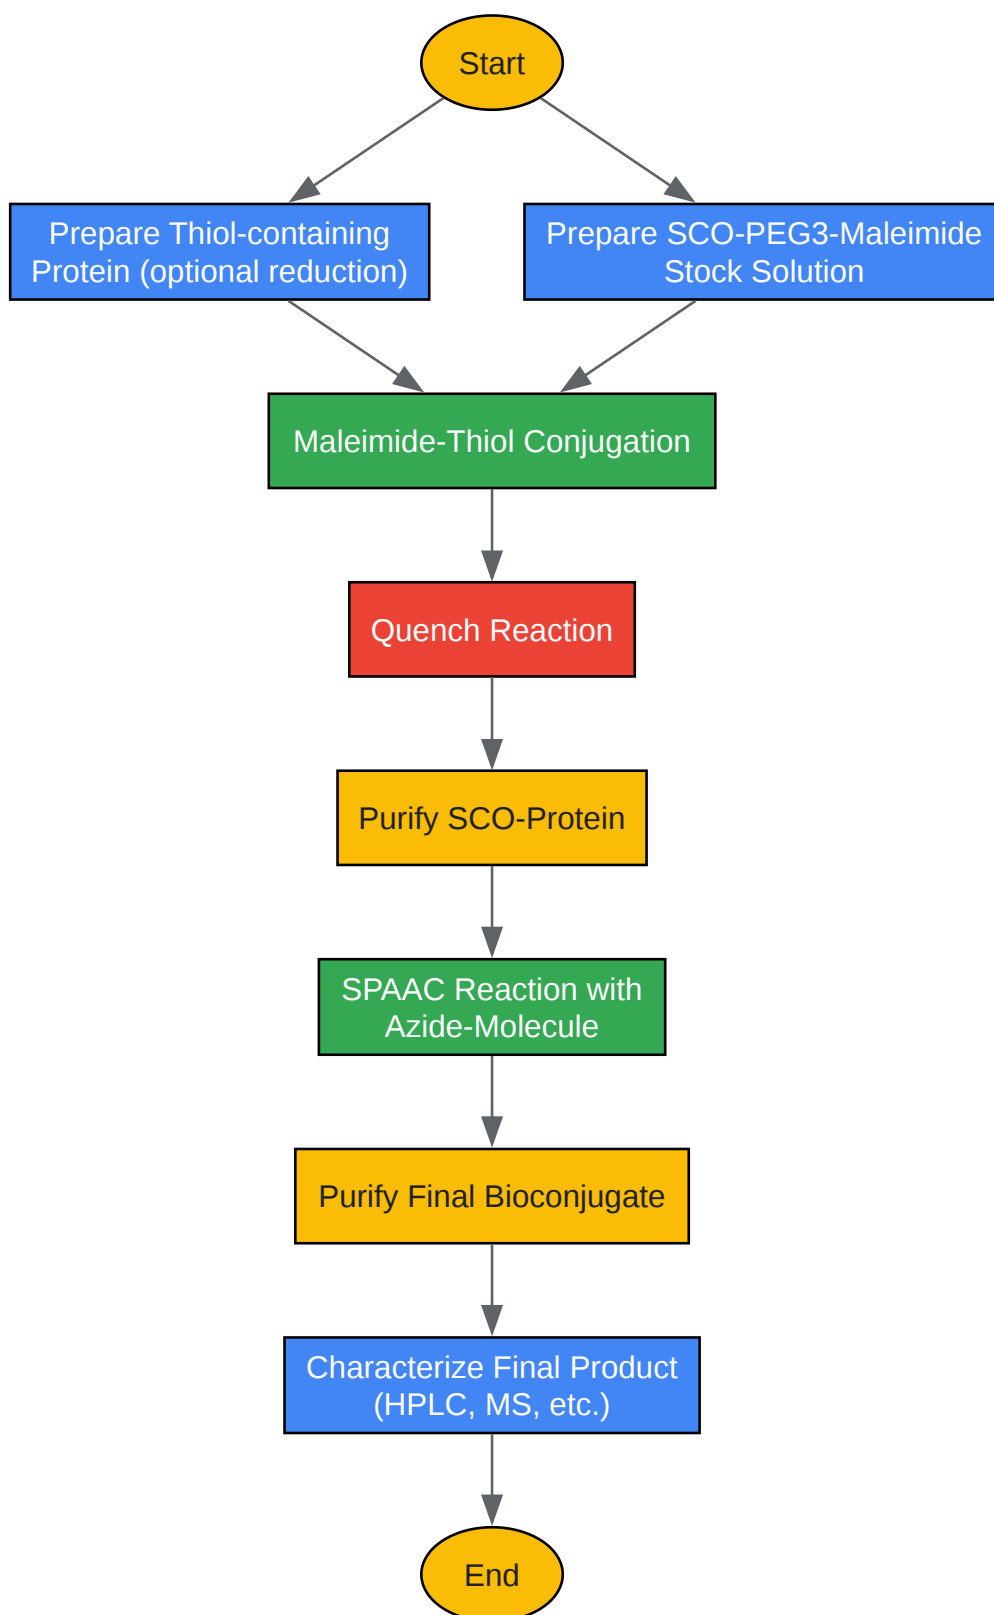 Start
Prepare Thiol-containing
Protein (optional reduction)
Prepare SCO-PEG3-Maleimide
Stock Solution
Maleimide-Thiol Conjugation
Quench Reaction
Purify SCO-Protein
SPAAC Reaction with
Azide-Molecule
Purify Final Bioconjugate
Characterize Final Product
(HPLC, MS, etc.)
End